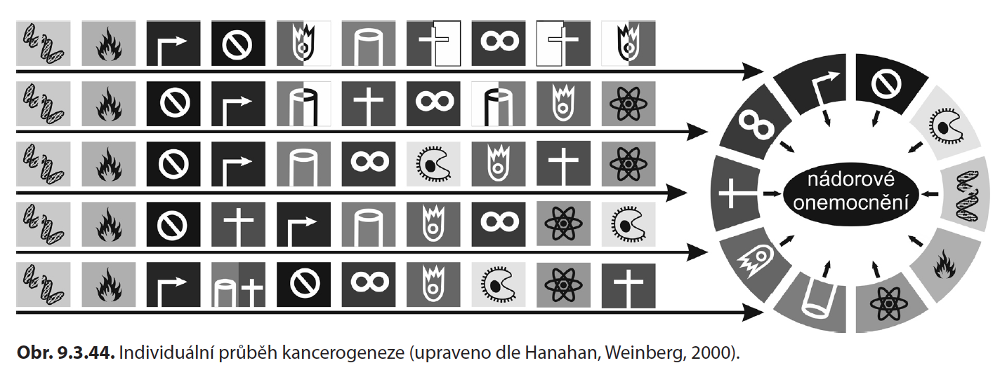 nádorové
onemocnění
Obr. 9.3.44. Individuální průběh kancerogeneze (upraveno dle Hanahan, Weinberg, 2000).